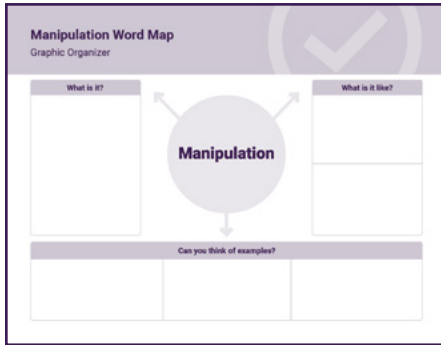 Manipulation Word Map
Graphic Organizer
What is it?
What is it like?
Manipulation
Can you think of examples?